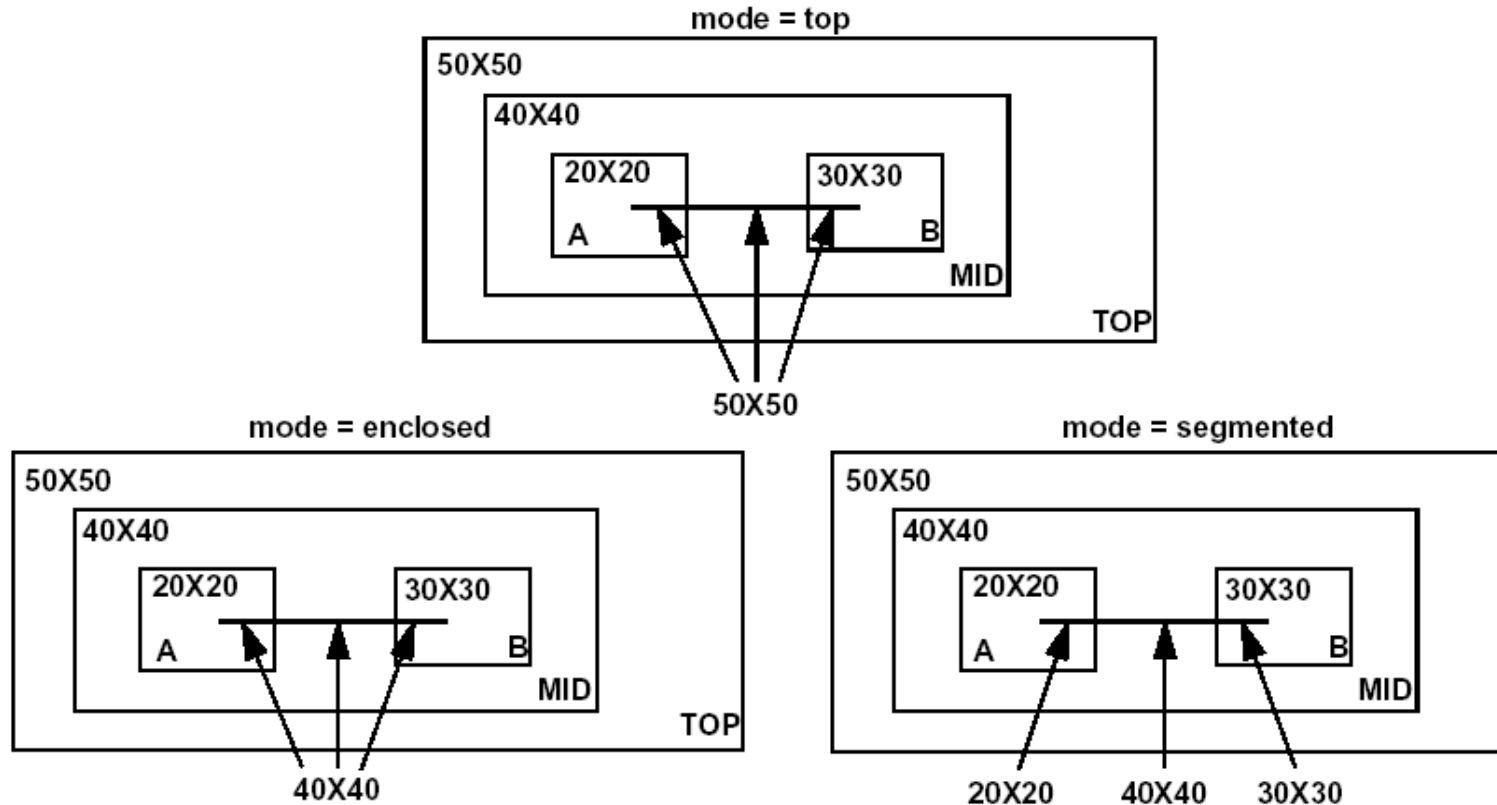 mode = top
50X50
40X40
20X20
30X30
A
B
MID
TOP
50X50
mode = enclosed
50X50
40X40
20X20
30X30
A
B
MID
TOP
40X40
mode = segmented
50X50
40X40
20X20
30X30
A
B
MID
20X20
40X40
30X30